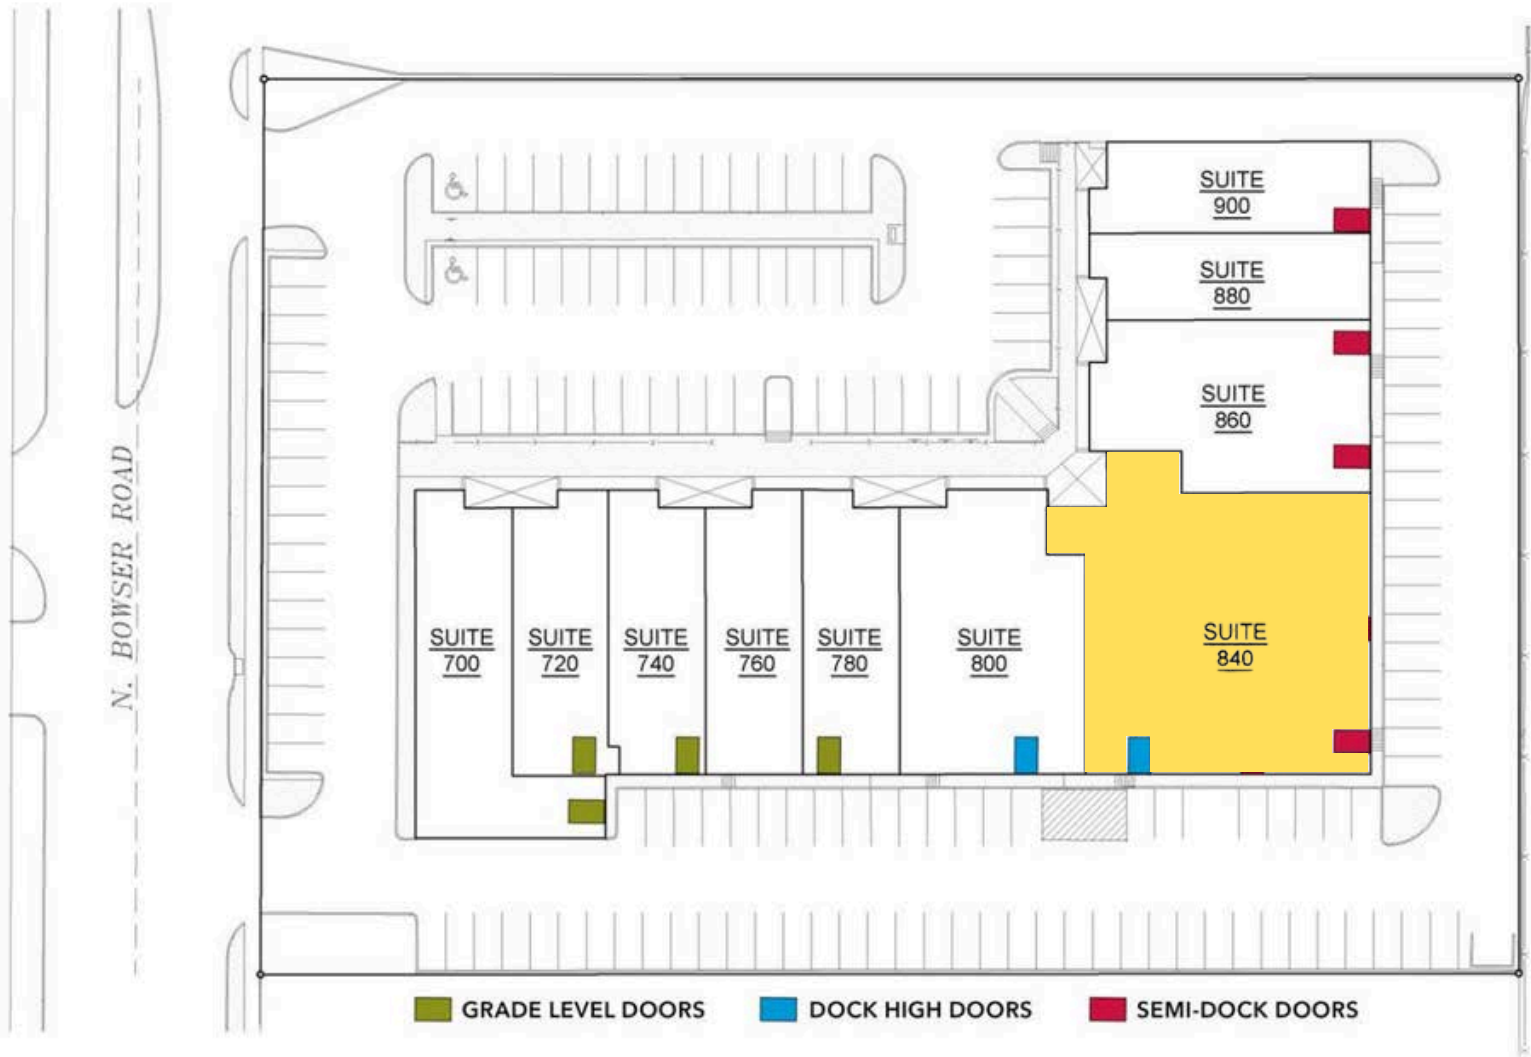 SUITE
900
SUITE
880
SUITE
860
N. BOWSER ROAD
SUITE
700
SUITE
720
SUITE
740
SUITE
760
SUITE
780
SUITE
800
SUITE
840
GRADE LEVEL DOORS
DOCK HIGH DOORS
SEMI-DOCK DOORS